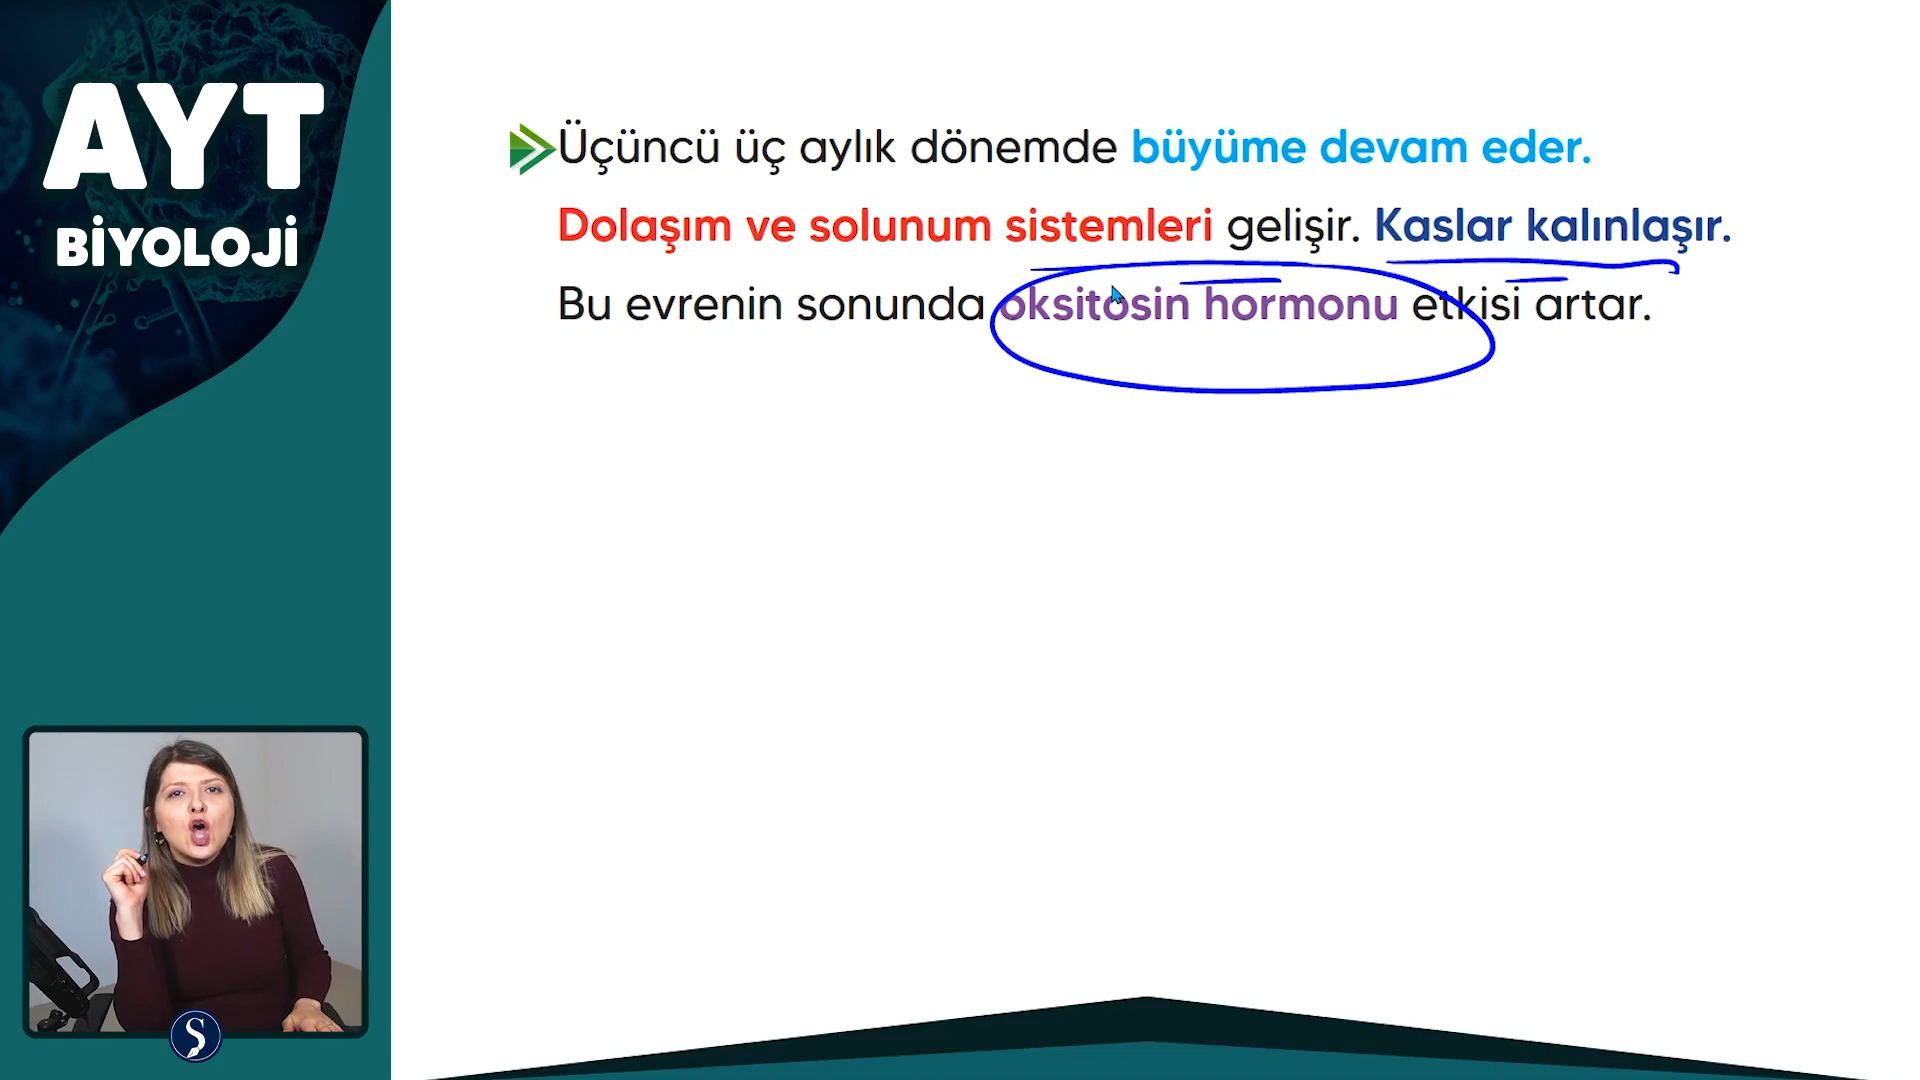 AYT
BİYOLOJİ
Üçüncü üç aylık dönemde büyüme devam eder.
Dolaşım ve solunum sistemleri gelişir. Kaslar kalınlaşır.
Bu evrenin sonunda oksitosin hormonu etkisi artar.
S